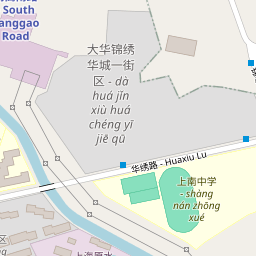 South
Road
大华锦绣
华城一街
区 - dà
huá jǐn
xiù huá
chéng yī
jiē qū
华绣路 - Huaxiu Lu
上南中学
- shàng
nán zhōng
xué
区